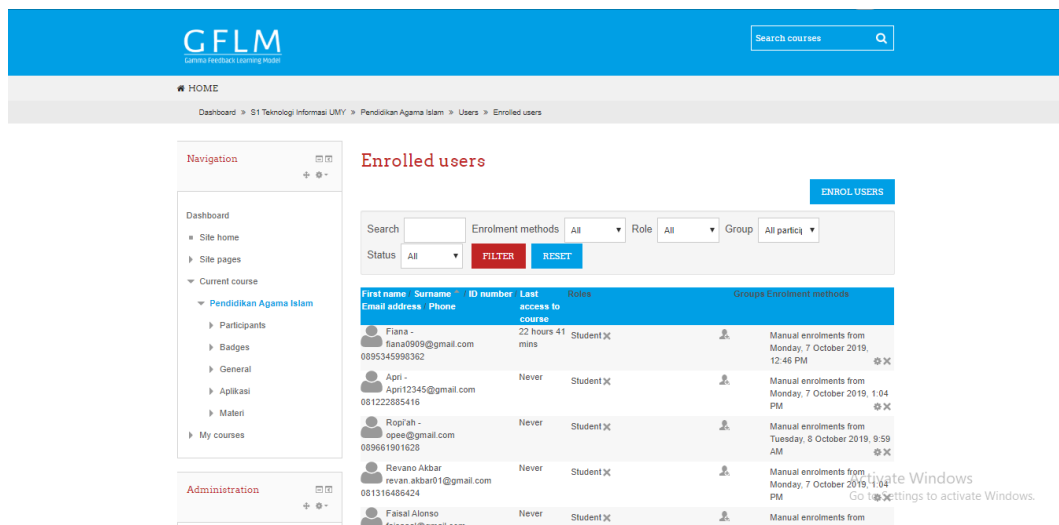 GFLM
Gamma Feedback Learning Model
Search courses
HOME
Dashboard » S1 Teknologi Informasi UMY » Pendidikan Agama Islam » Users » Enrolled users
Navigation
Dashboard
Site home
Site pages
Current course
Pendidikan Agama Islam
Participants
Badges
General
Aplikasi
Materi
My courses
Administration
Enrolled users
ENROL USERS
Search Enrolment methods All Role All Group All particip
Status All FILTER RESET
First name / Surname / ID number / Last Roles Groups Enrolment methods
Email address / Phone access to
course
Fiana - 22 hours 41 Student Manual enrolments from
fiana0909@gmail.com mins Monday, 7 October 2019,
0895345998362 12:46 PM
Apri - Never Student Manual enrolments from
Apri12345@gmail.com Monday, 7 October 2019, 1:04
081222885416 PM
Ropi'ah - Never Student Manual enrolments from
opee@gmail.com Tuesday, 8 October 2019, 9:59
089661901628 AM
Revano Akbar Never Student Manual enrolments from
revan.akbar01@gmail.com Monday, 7 October 2019, 1:04
081316486424 PM
Faisal Alonso Never Student Manual enrolments from
Activate Windows
Go to Settings to activate Windows.